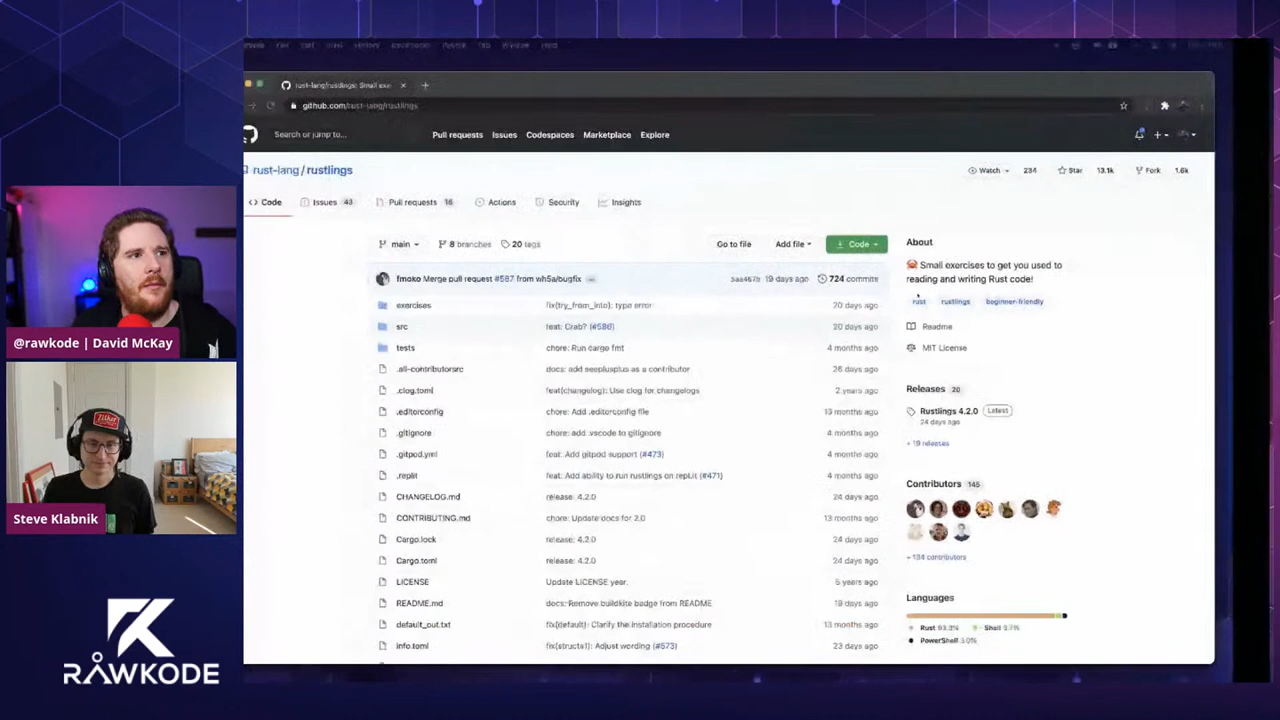 rust-lang/rustlings: Small exe
github.com/rust-lang/rustlings
Search or jump to...
Pull requests
Issues
Codespaces
Marketplace
Explore
rust-lang / rustlings
Watch
234
Star
13.1k
Fork
1.6k
Code
Issues
Pull requests 16
Actions
Security
Insights
main
8 branches
20 tags
Go to file
Add file
Code
fmoko Merge pull request #587 from wh5a/bugfix
19 days ago
724 commits
exercises fix(try_from_into): type error 20 days ago
src feat: Crab? (#586) 20 days ago
tests chore: Run cargo fmt 4 months ago
.all-contributorsrc docs: add seeplusplus as a contributor 26 days ago
.clog.toml feat(changelog): Use clog for changelogs 2 years ago
.editorconfig chore: Add .editorconfig file 13 months ago
.gitignore chore: add .vscode to gitignore 4 months ago
.gitpod.yml feat: Add gitpod support (#473) 4 months ago
.replit feat: Add ability to run rustlings on repl.it (#471) 4 months ago
CHANGELOG.md release: 4.2.0 24 days ago
CONTRIBUTING.md chore: Update docs for 2.0 13 months ago
Cargo.lock release: 4.2.0 24 days ago
Cargo.toml release: 4.2.0 24 days ago
LICENSE Update LICENSE year. 5 years ago
README.md docs: Remove buildkite badge from README 19 days ago
default_out.txt fix(default): Clarify the installation procedure 13 months ago
info.toml fix(structs1): Adjust wording (#573) 23 days ago
About
Small exercises to get you used to
reading and writing Rust code!
rust rustlings beginner-friendly
Readme
MIT License
Releases 20
Rustlings 4.2.0 Latest
24 days ago
+ 19 releases
Contributors 145
+ 134 contributors
Languages
Rust 93.3%
Shell
PowerShell
@rawkode | David McKay
Steve Klabnik
RAWKODE